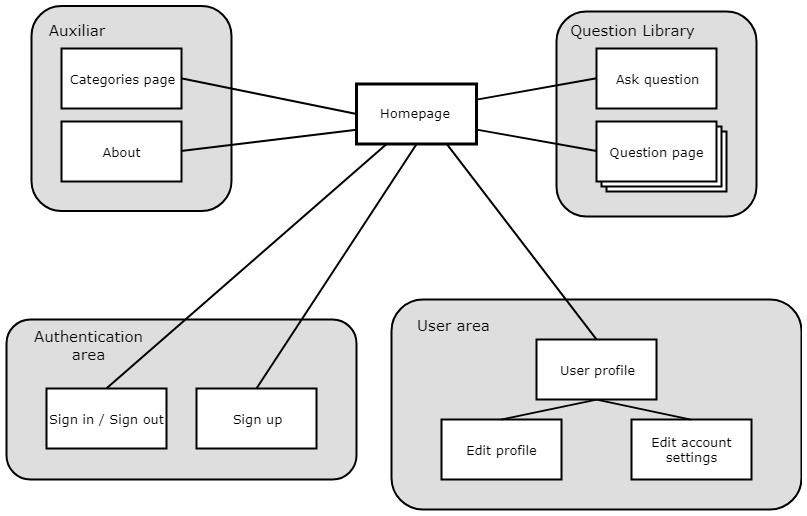 Auxiliar
Categories page
About
Homepage
Question Library
Ask question
Question page
Authentication
area
Sign in / Sign out
Sign up
User area
User profile
Edit profile
Edit account
settings